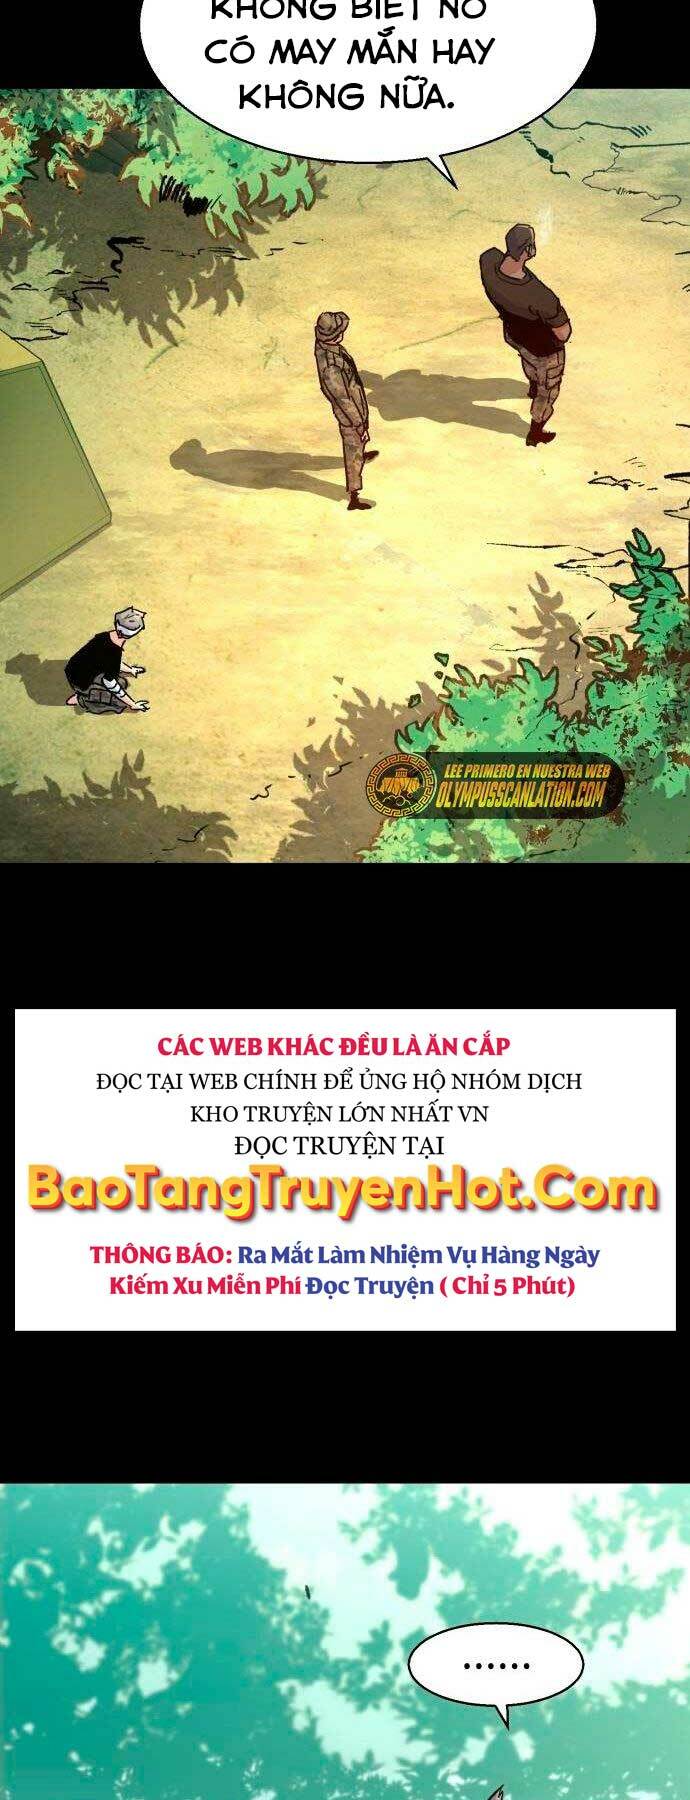 KHÔNG BIẾT NÓ
CÓ MAY MẮN HAY
KHÔNG NỮA.
LEE PRIMERO EN NUESTRA WEB
OLYMPUSSCANLATION.COM
CÁC WEB KHÁC ĐỀU LÀ ĂN CẮP
ĐỌC TẠI WEB CHÍNH ĐỂ ỦNG HỘ NHÓM DỊCH
KHO TRUYỆN LỚN NHẤT VN
ĐỌC TRUYỆN TẠI
BaoTangTruyenHot.Com
THÔNG BÁO: Ra Mắt Làm Nhiệm Vụ Hàng Ngày
Kiếm Xu Miễn Phí Đọc Truyện ( Chỉ 5 Phút)
......